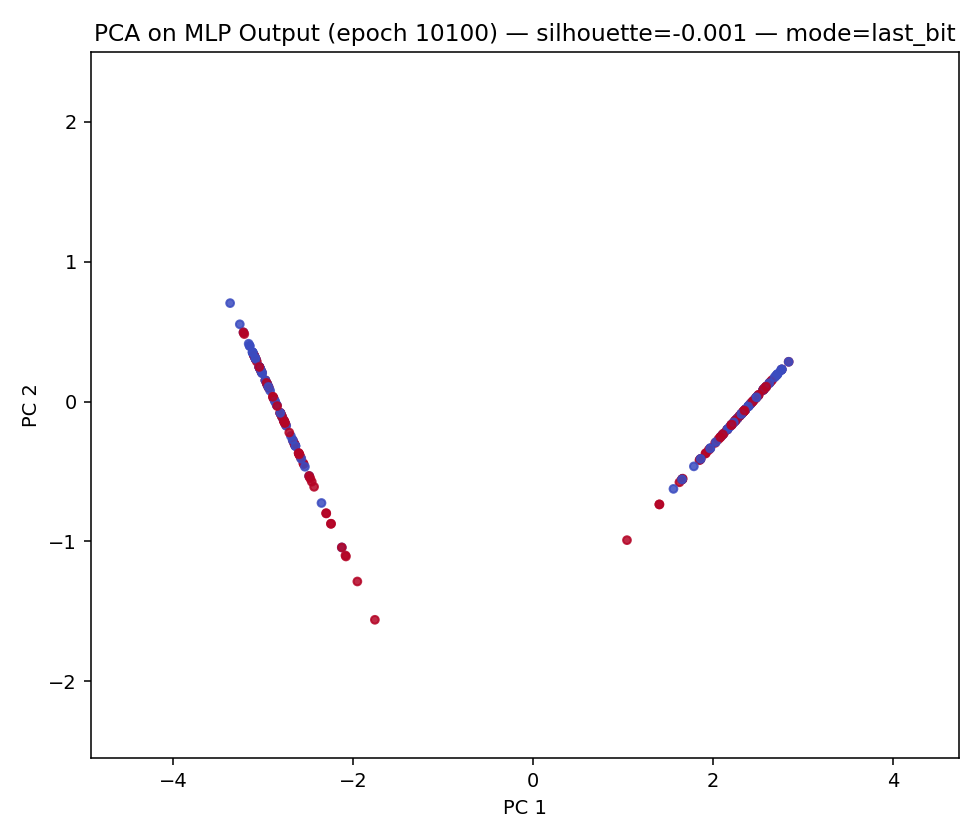 PCA on MLP Output (epoch 10100) — silhouette=-0.001 — mode=last_bit
2
1
0
−1
−2
PC 2
−4 −2 0 2 4
PC 1